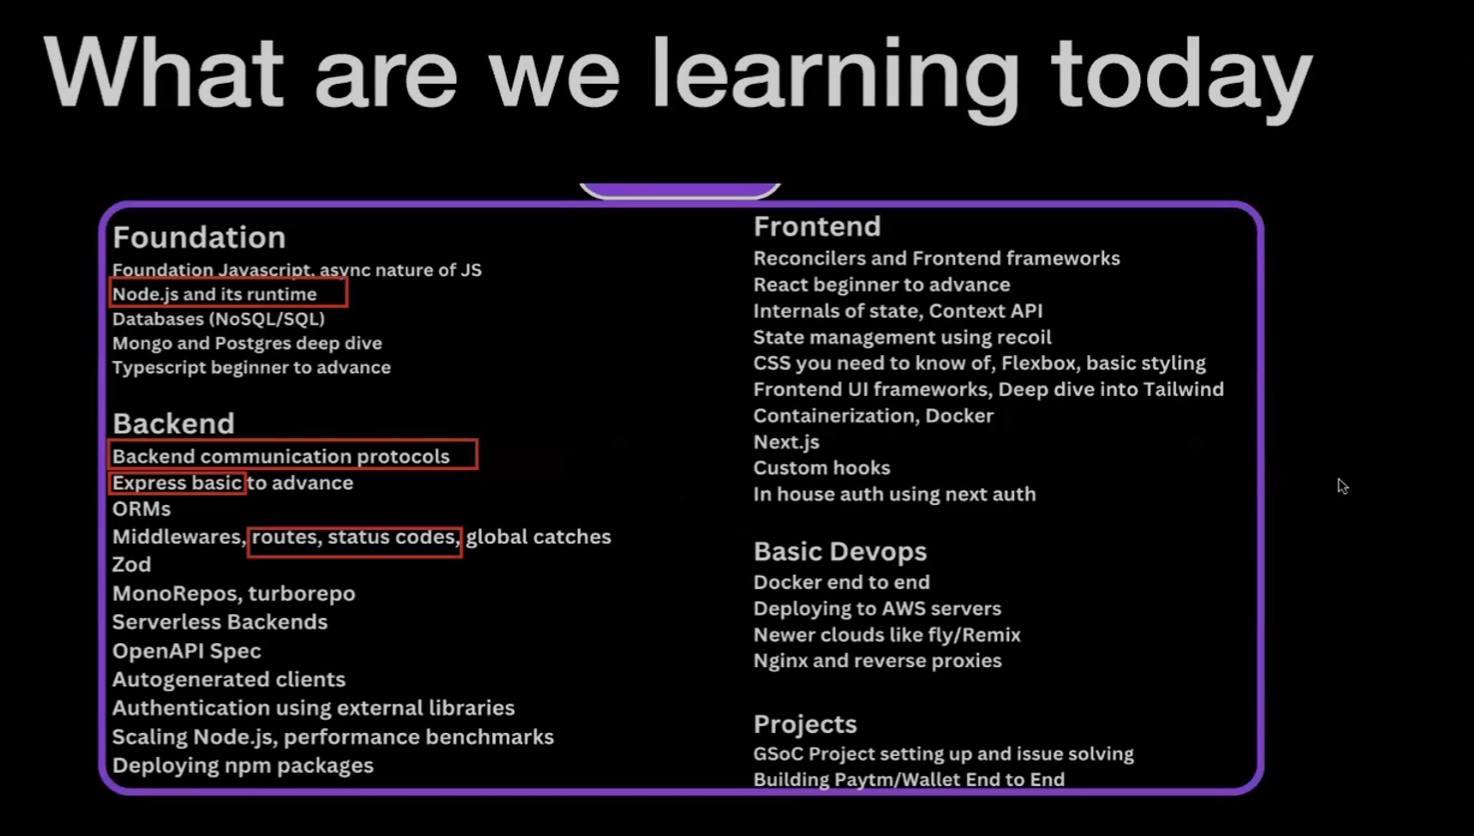 What are we learning today
Foundation
Foundation Javascript, async nature of JS
Node.js and its runtime
Databases (NoSQL/SQL)
Mongo and Postgres deep dive
Typescript beginner to advance
Backend
Backend communication protocols
Express basic to advance
ORMs
Middlewares, routes, status codes, global catches
Zod
MonoRepos, turborepo
Serverless Backends
OpenAPI Spec
Autogenerated clients
Authentication using external libraries
Scaling Node.js, performance benchmarks
Deploying npm packages
Frontend
Reconcilers and Frontend frameworks
React beginner to advance
Internals of state, Context API
State management using recoil
CSS you need to know of, Flexbox, basic styling
Frontend UI frameworks, Deep dive into Tailwind
Containerization, Docker
Next.js
Custom hooks
In house auth using next auth
Basic Devops
Docker end to end
Deploying to AWS servers
Newer clouds like fly/Remix
Nginx and reverse proxies
Projects
GSoC Project setting up and issue solving
Building Paytm/Wallet End to End